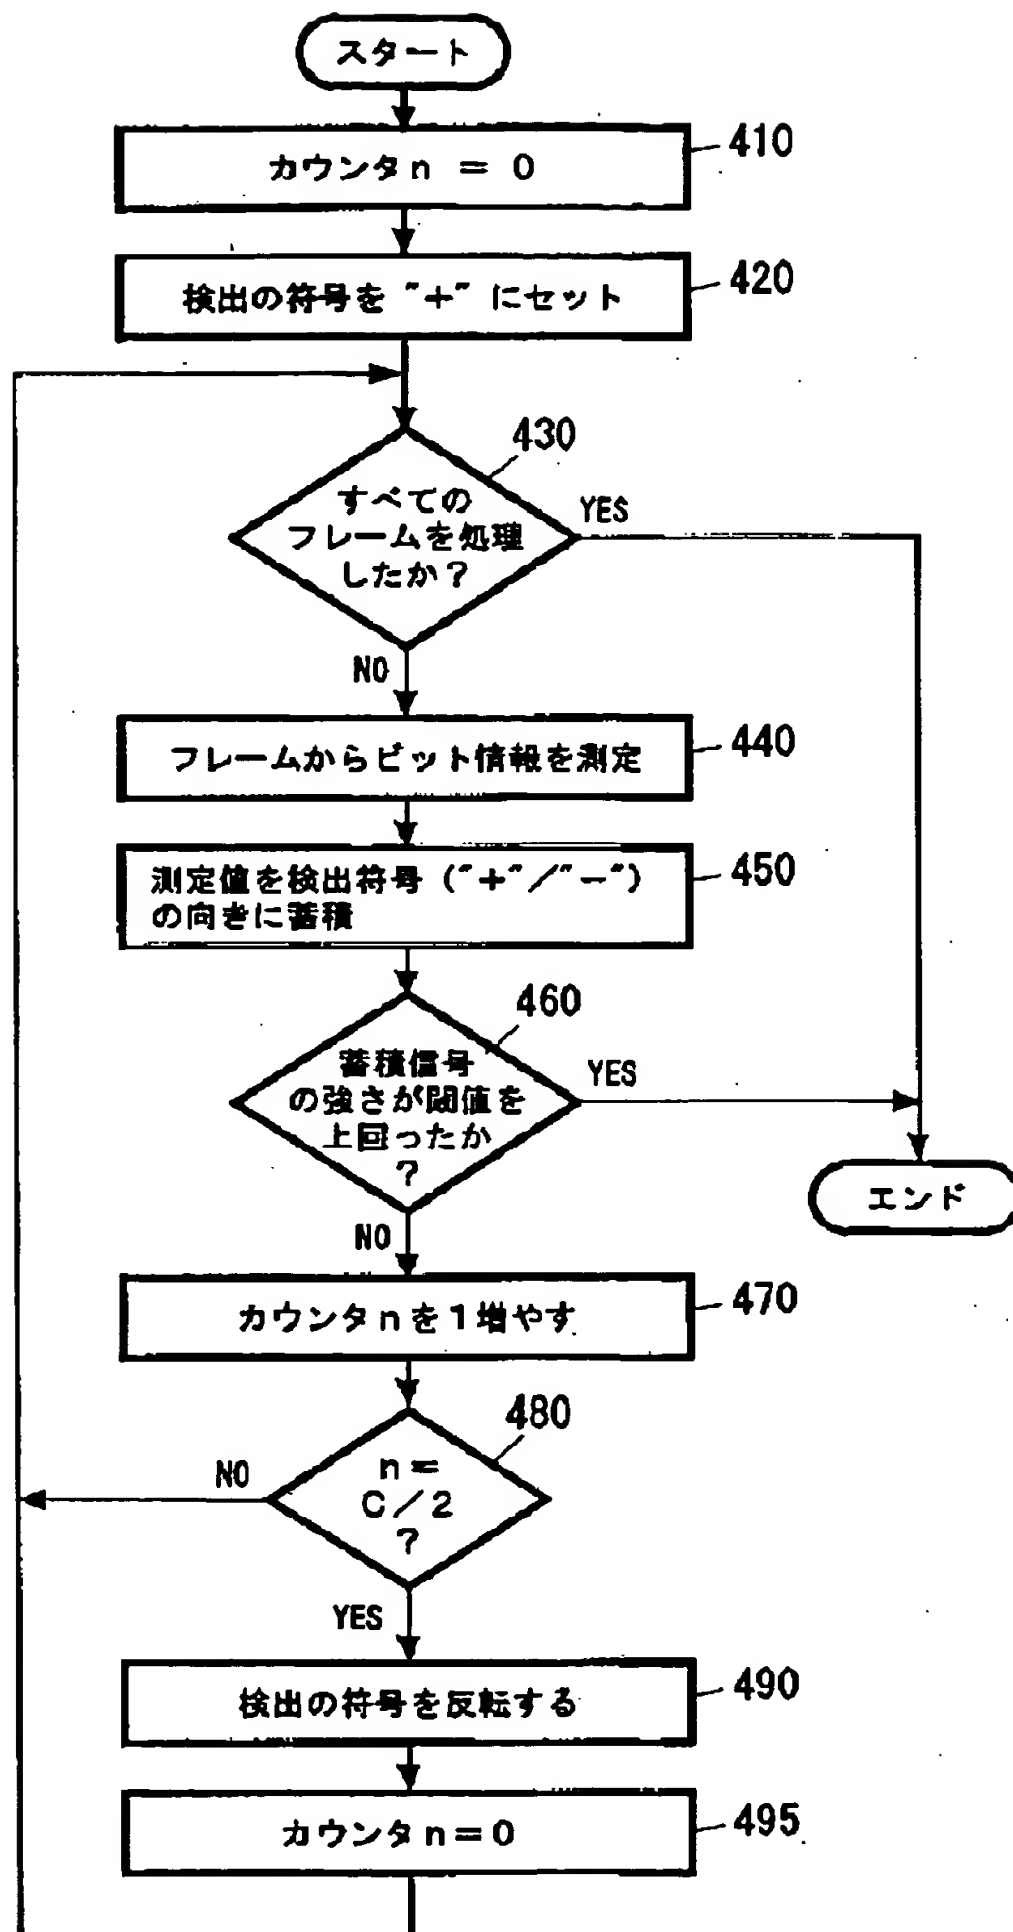 スタート
カウンタn = 0
410
検出の符号を "+" にセット
420
430
すべての
フレームを処理
したか?
YES
NO
フレームからビット情報を測定
440
測定値を検出符号("+"/"-")
の向きに蓄積
450
460
蓄積信号
の強さが閾値を
上回ったか
?
YES
エンド
NO
カウンタnを1増やす
470
480
n=
C/2
?
NO
YES
検出の符号を反転する
490
カウンタn=0
495